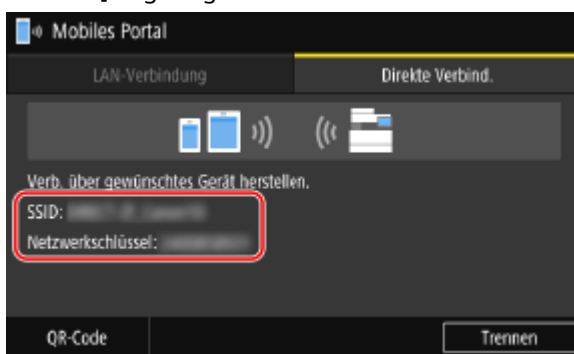 Mobiles Portal
LAN-Verbindung
Direkte Verbind.
Verb. über gewünschtes Gerät herstellen.
SSID:
Netzwerkschlüssel:
QR-Code
Trennen